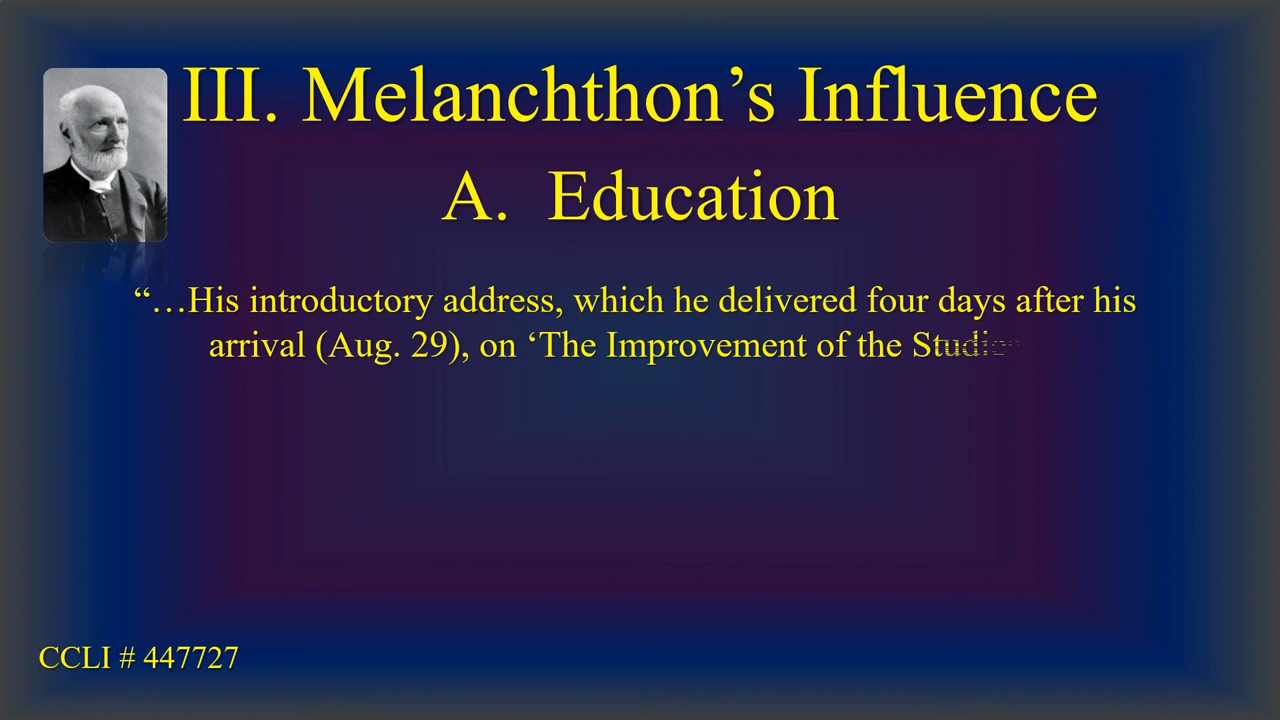 III. Melanchthon’s Influence
A. Education
“…His introductory address, which he delivered four days after his
arrival (Aug. 29), on ‘The Improvement of the
CCLI # 447727